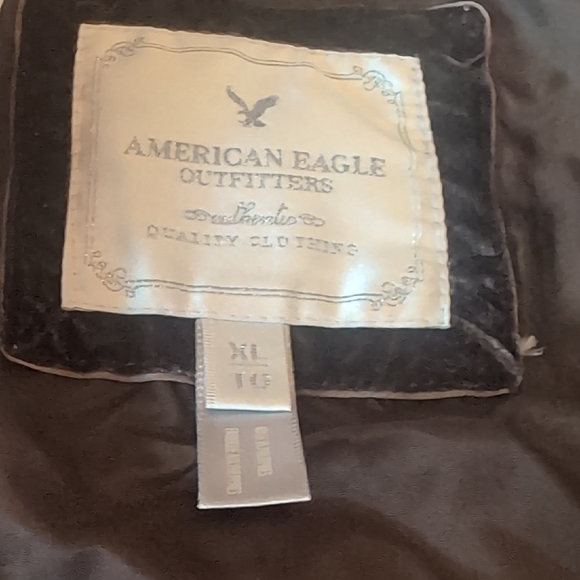 AMERICAN EAGLE
OUTFITTERS
authentic
QUALITY CLOTHING
XL
TG